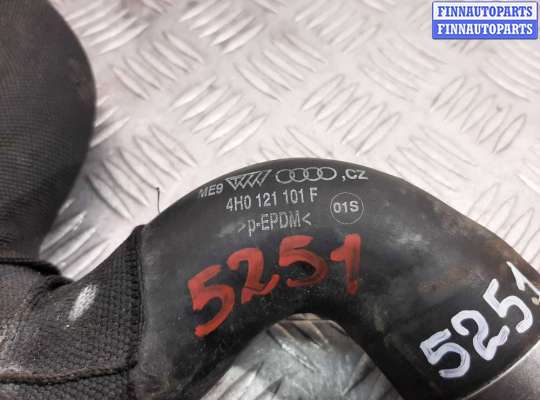 FINNAUTOPARTS
FINNAUTOPARTS
ME9 ,CZ
4H0 121 101 F
>p-EPDM<
01S
5251
5251